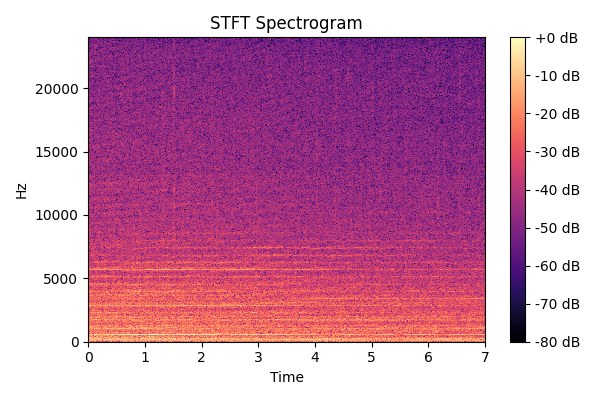 STFT Spectrogram
Hz
20000
15000
10000
5000
0
0 1 2 3 4 5 6 7
Time
+0 dB
-10 dB
-20 dB
-30 dB
-40 dB
-50 dB
-60 dB
-70 dB
-80 dB